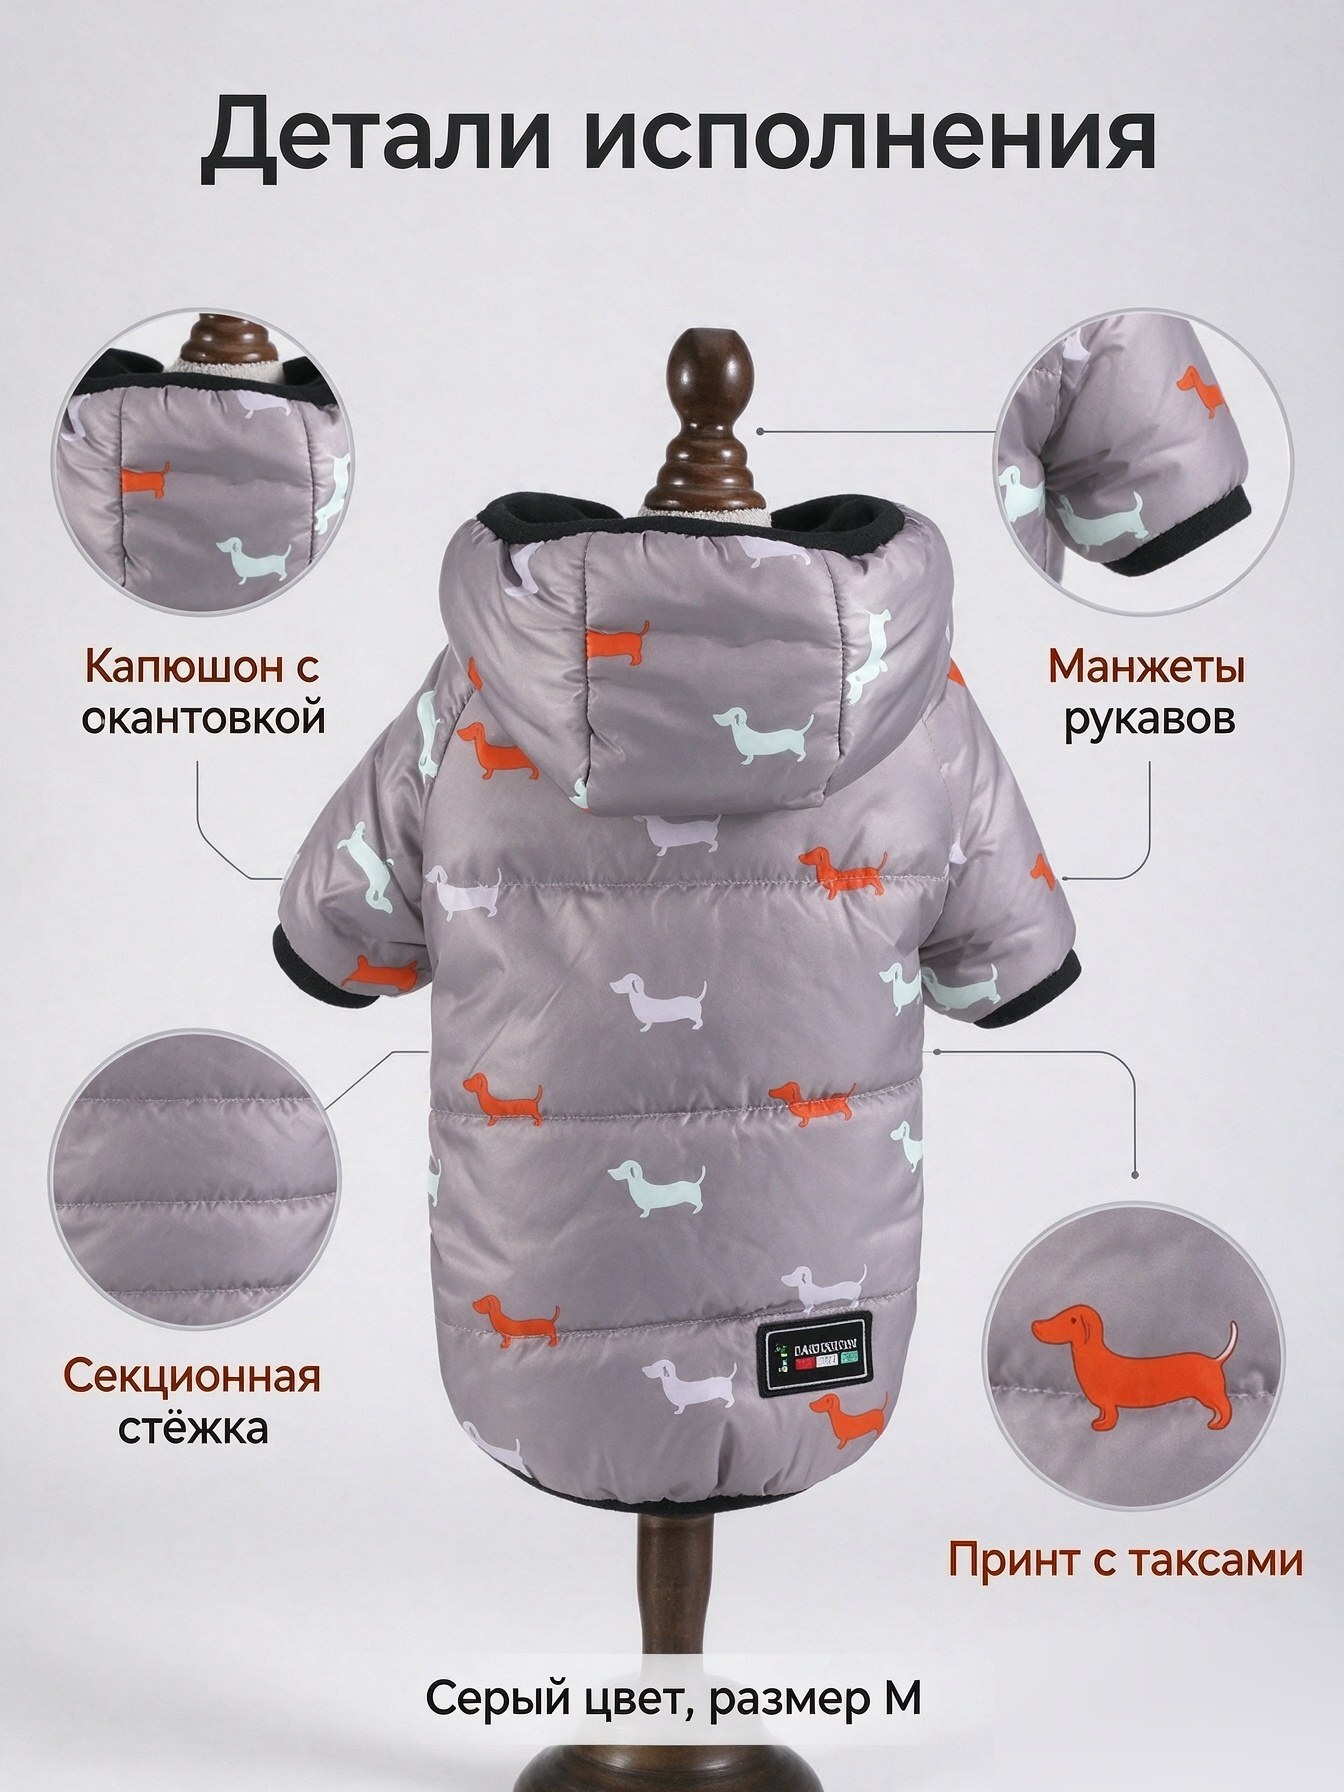 Детали исполнения
Капюшон с
окантовкой
Манжеты
рукавов
Секционная
стёжка
Принт с таксами
Серый цвет, размер M